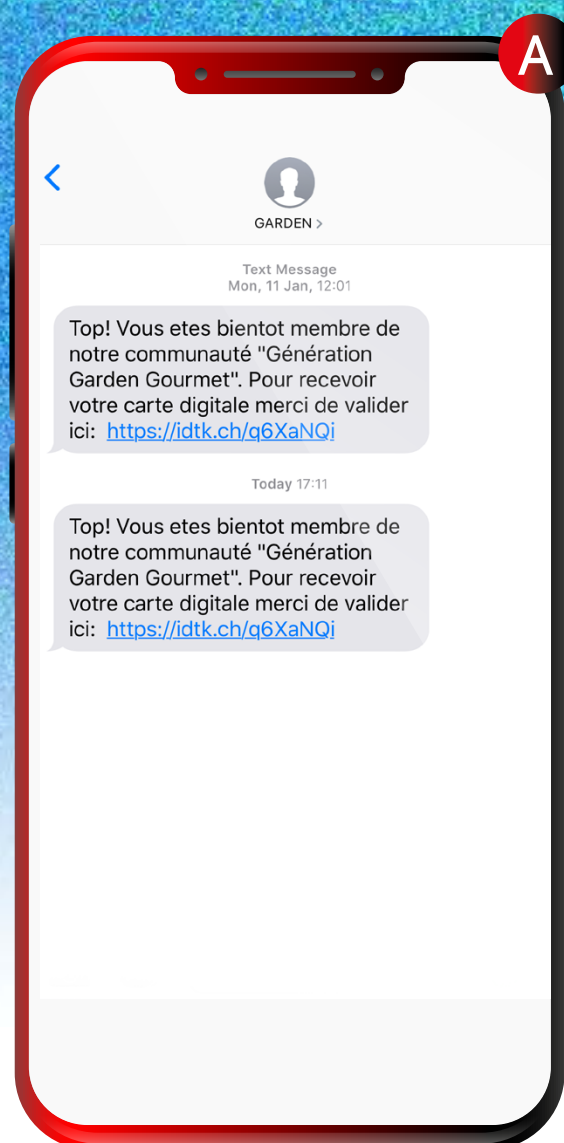 A
GARDEN >
Text Message
Mon, 11 Jan, 12:01
Top! Vous etes bientot membre de
notre communauté "Génération
Garden Gourmet". Pour recevoir
votre carte digitale merci de valider
ici: https://idtk.ch/q6XaNQi
Today 17:11
Top! Vous etes bientot membre de
notre communauté "Génération
Garden Gourmet". Pour recevoir
votre carte digitale merci de valider
ici: https://idtk.ch/q6XaNQi